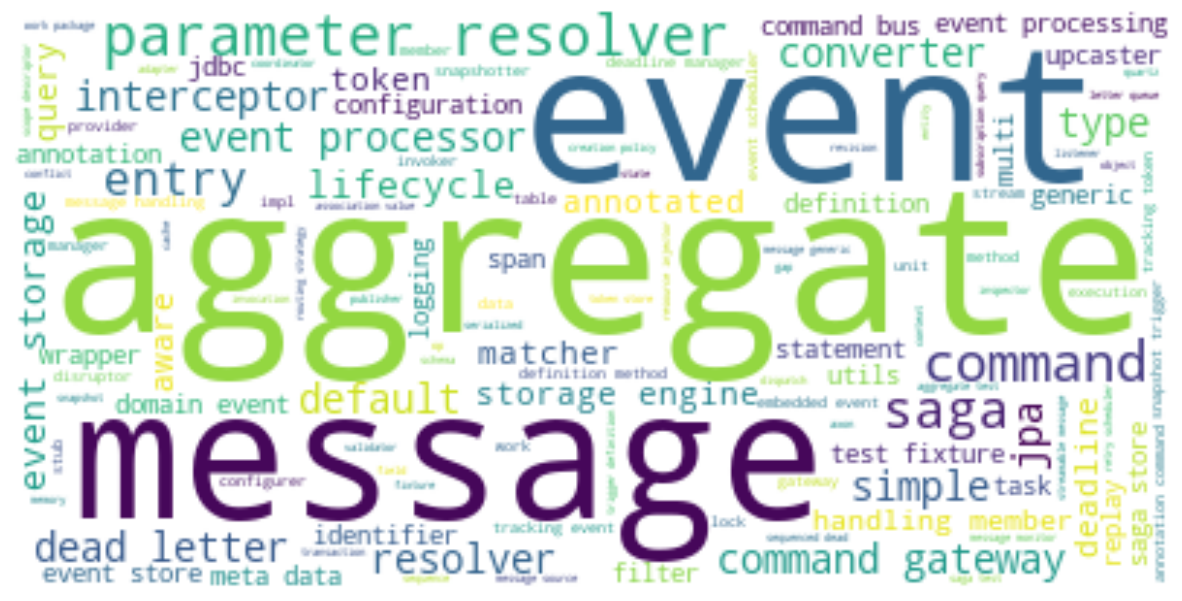 work package
parameter resolver
command bus
event processing
member
converter
upcaster
adapter
jdbc
coordinator
deadline manager
query
interceptor
token
snapshotter
configuration
event
quartz
letter queue
provider
event processor
type
annotation
invoker
creation policy
event scheduler
entity
revision
subscription query
multi
listener
object
conflict
entry
lifecycle
state
stream
generic
message handling
impl
association value
table
annotated
definition
tracking token
event storage
manager
cache
aggregate
routing strategy
logging
span
resource injector
message generic
gap
unit
method
invocation
publisher
data
token store
inspector
execution
aware
serialized
context
wrapper
up
schema
matcher
statement
command
disruptor
definition method
dispatch
utils
aggregate test
snapshot trigger
snapshot
domain event
default
storage engine
embedded event
saga
jpa
message
stub
validator
work
trigger definition
axon
test fixture
streamable message
deadline
retry scheduler
saga store
configurer
field
fixture
gateway
simple
task
replay
annotation command
memory
tracking event
lock
handling member
dead letter
identifier
transaction
resolver
sequenced dead
message monitor
command gateway
event store
meta data
sequence
message source
filter
saga test